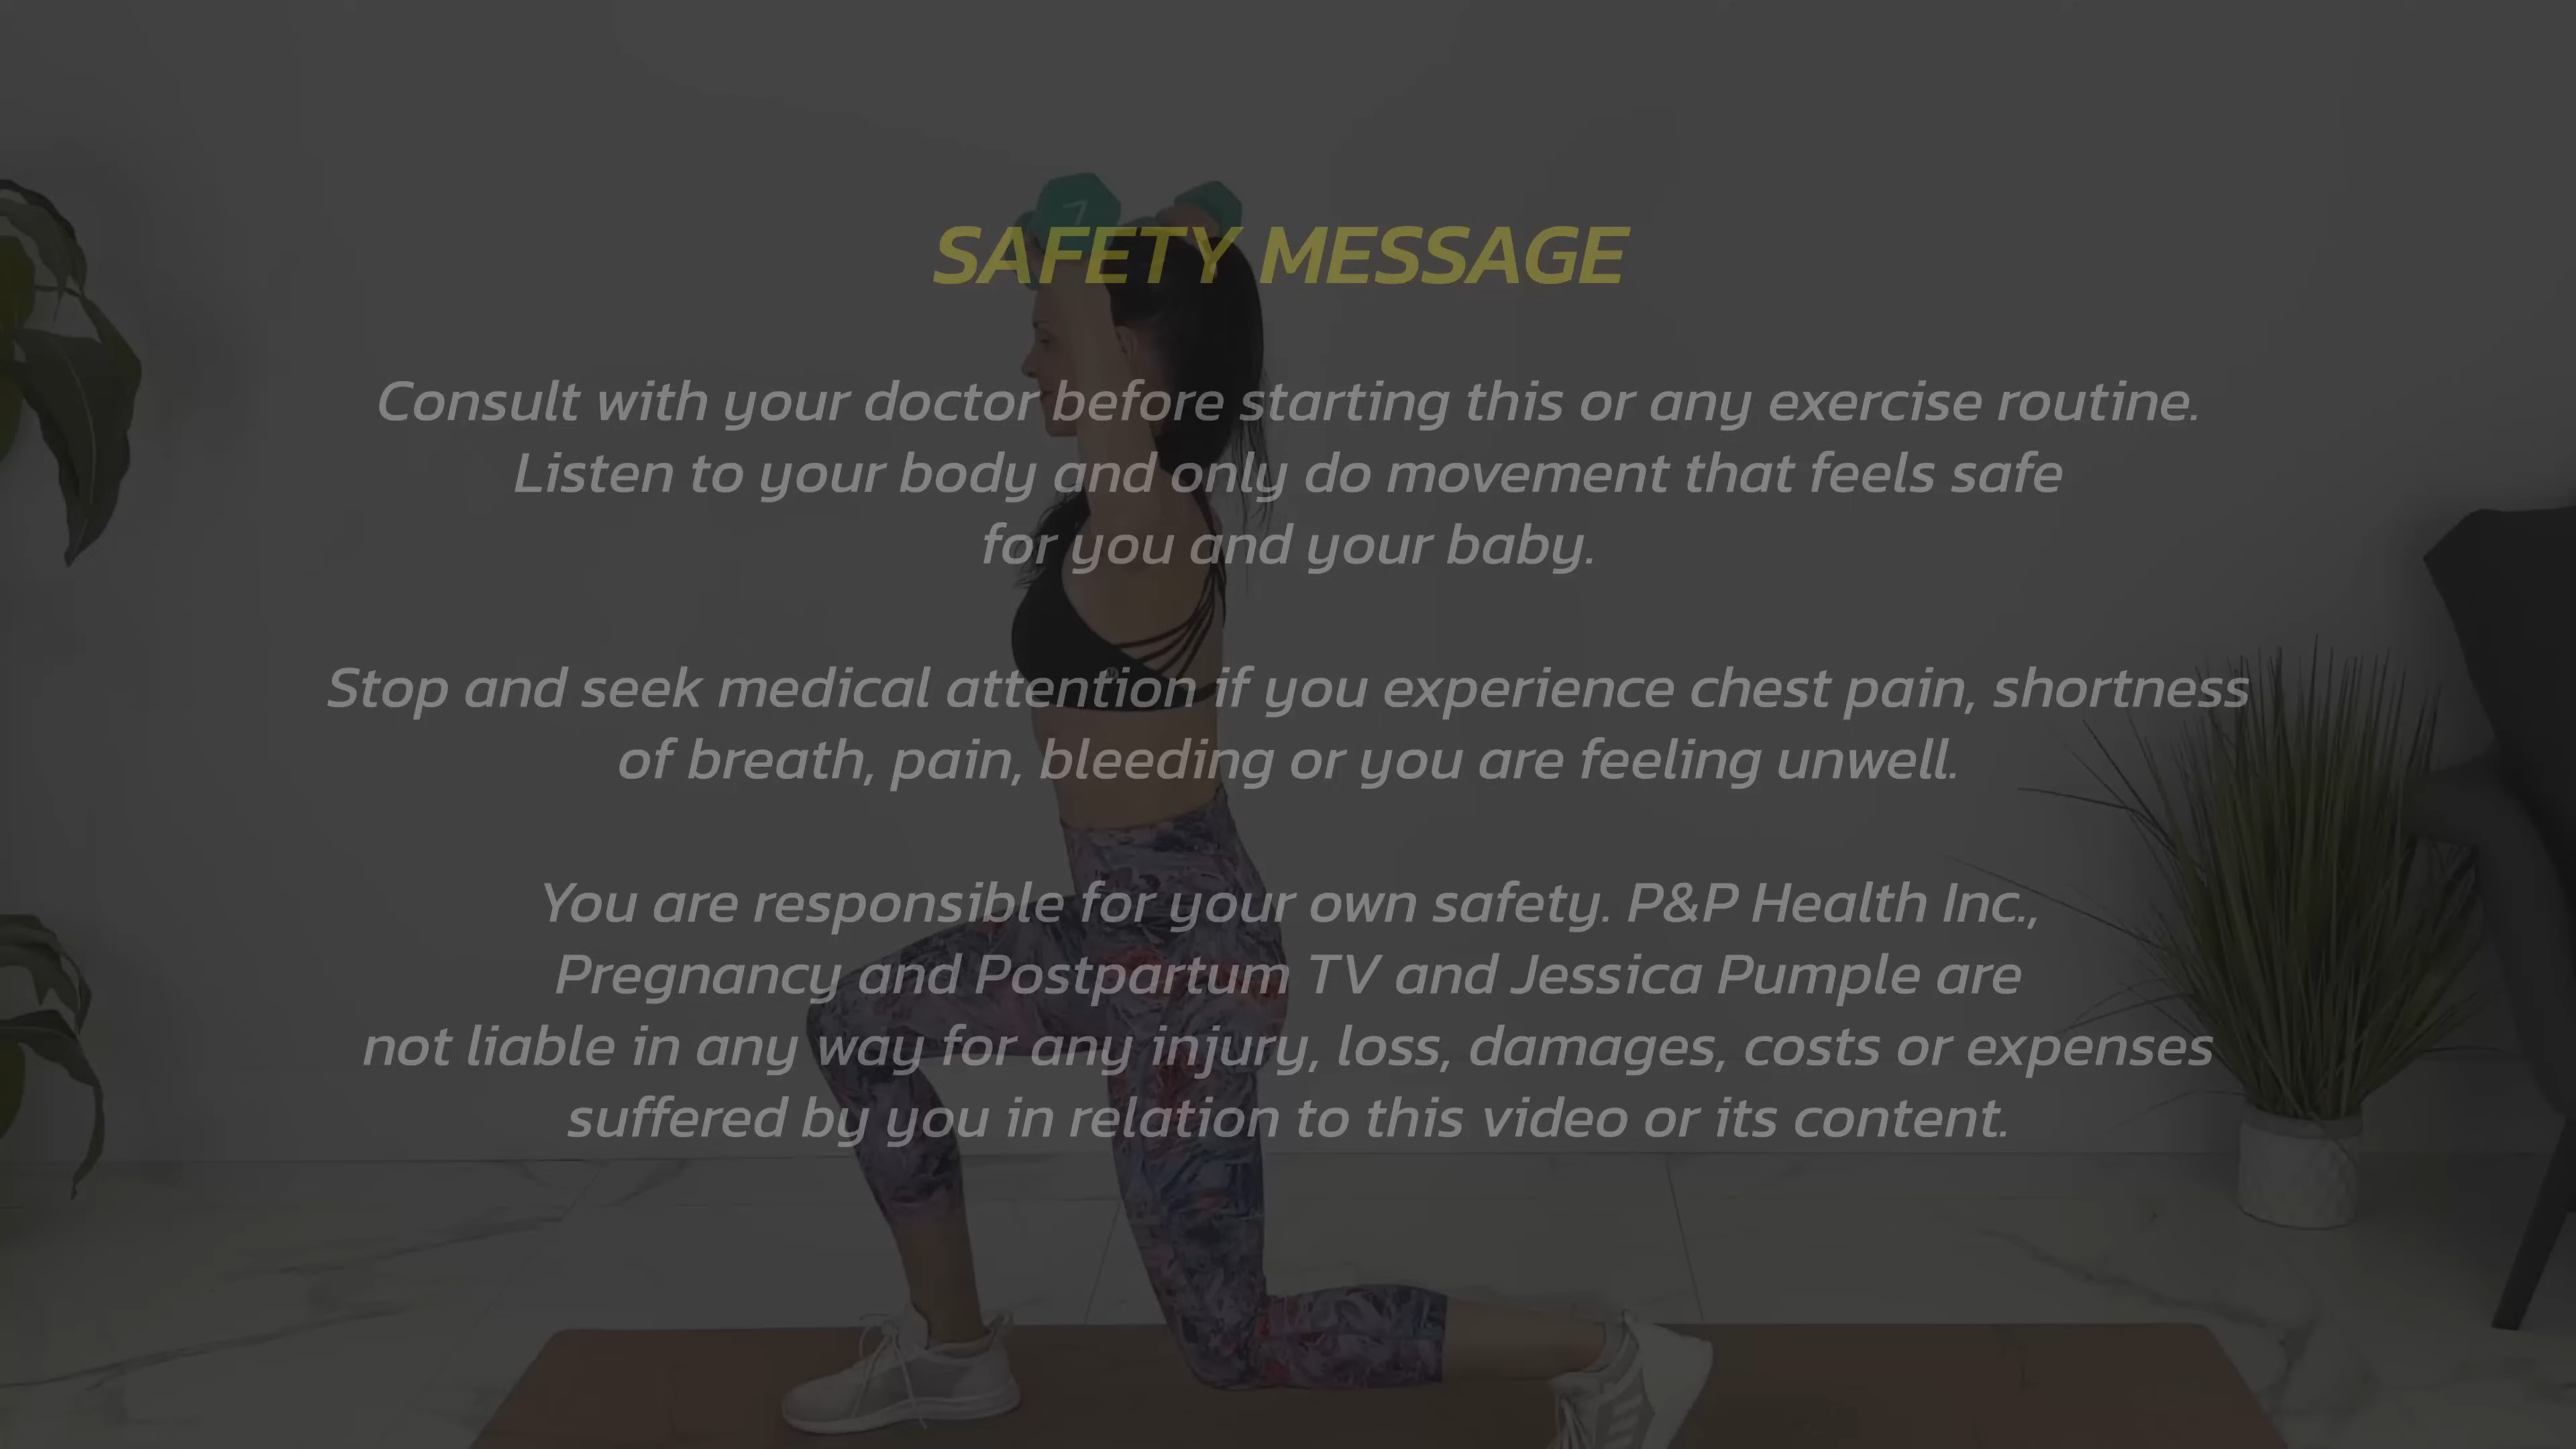 7
SAFETY MESSAGE
Consult with your doctor before starting this or any exercise routine.
Listen to your body and only do movement that feels safe
for you and your baby.
Stop and seek medical attention if you experience chest pain, shortness
of breath, pain, bleeding or you are feeling unwell.
You are responsible for your own safety. P&P Health Inc.,
Pregnancy and Postpartum TV and Jessica Pumple are
not liable in any way for any injury, loss, damages, costs or expenses
suffered by you in relation to this video or its content.